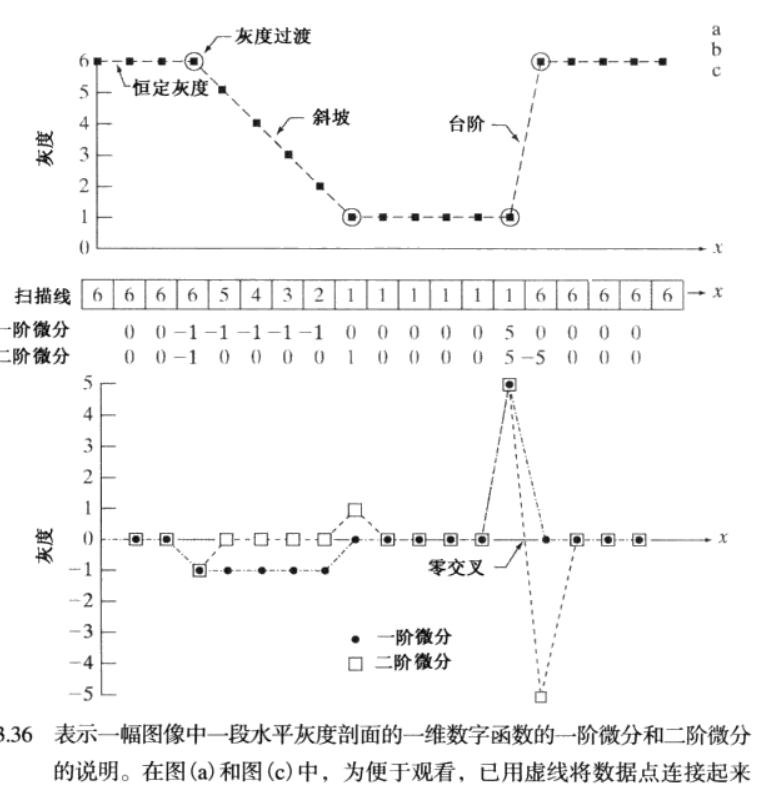 a
b
c
灰度过渡
6
恒定灰度
5
斜坡
台阶
4
灰度
3
2
1
0
x
扫描线 6 6 6 6 5 4 3 2 1 1 1 1 1 1 6 6 6 6 6 x
一阶微分 0 0 −1 −1 −1 −1 −1 0 0 0 0 0 5 0 0 0 0
二阶微分 0 0 −1 0 0 0 0 1 0 0 0 0 5 −5 0 0 0
5
4
3
2
1
灰度
0
x
零交叉
−1
−2
−3
一阶微分
−4
二阶微分
−5
3.36 表示一幅图像中一段水平灰度剖面的一维数字函数的一阶微分和二阶微分
的说明。在图(a)和图(c)中，为便于观看，已用虚线将数据点连接起来